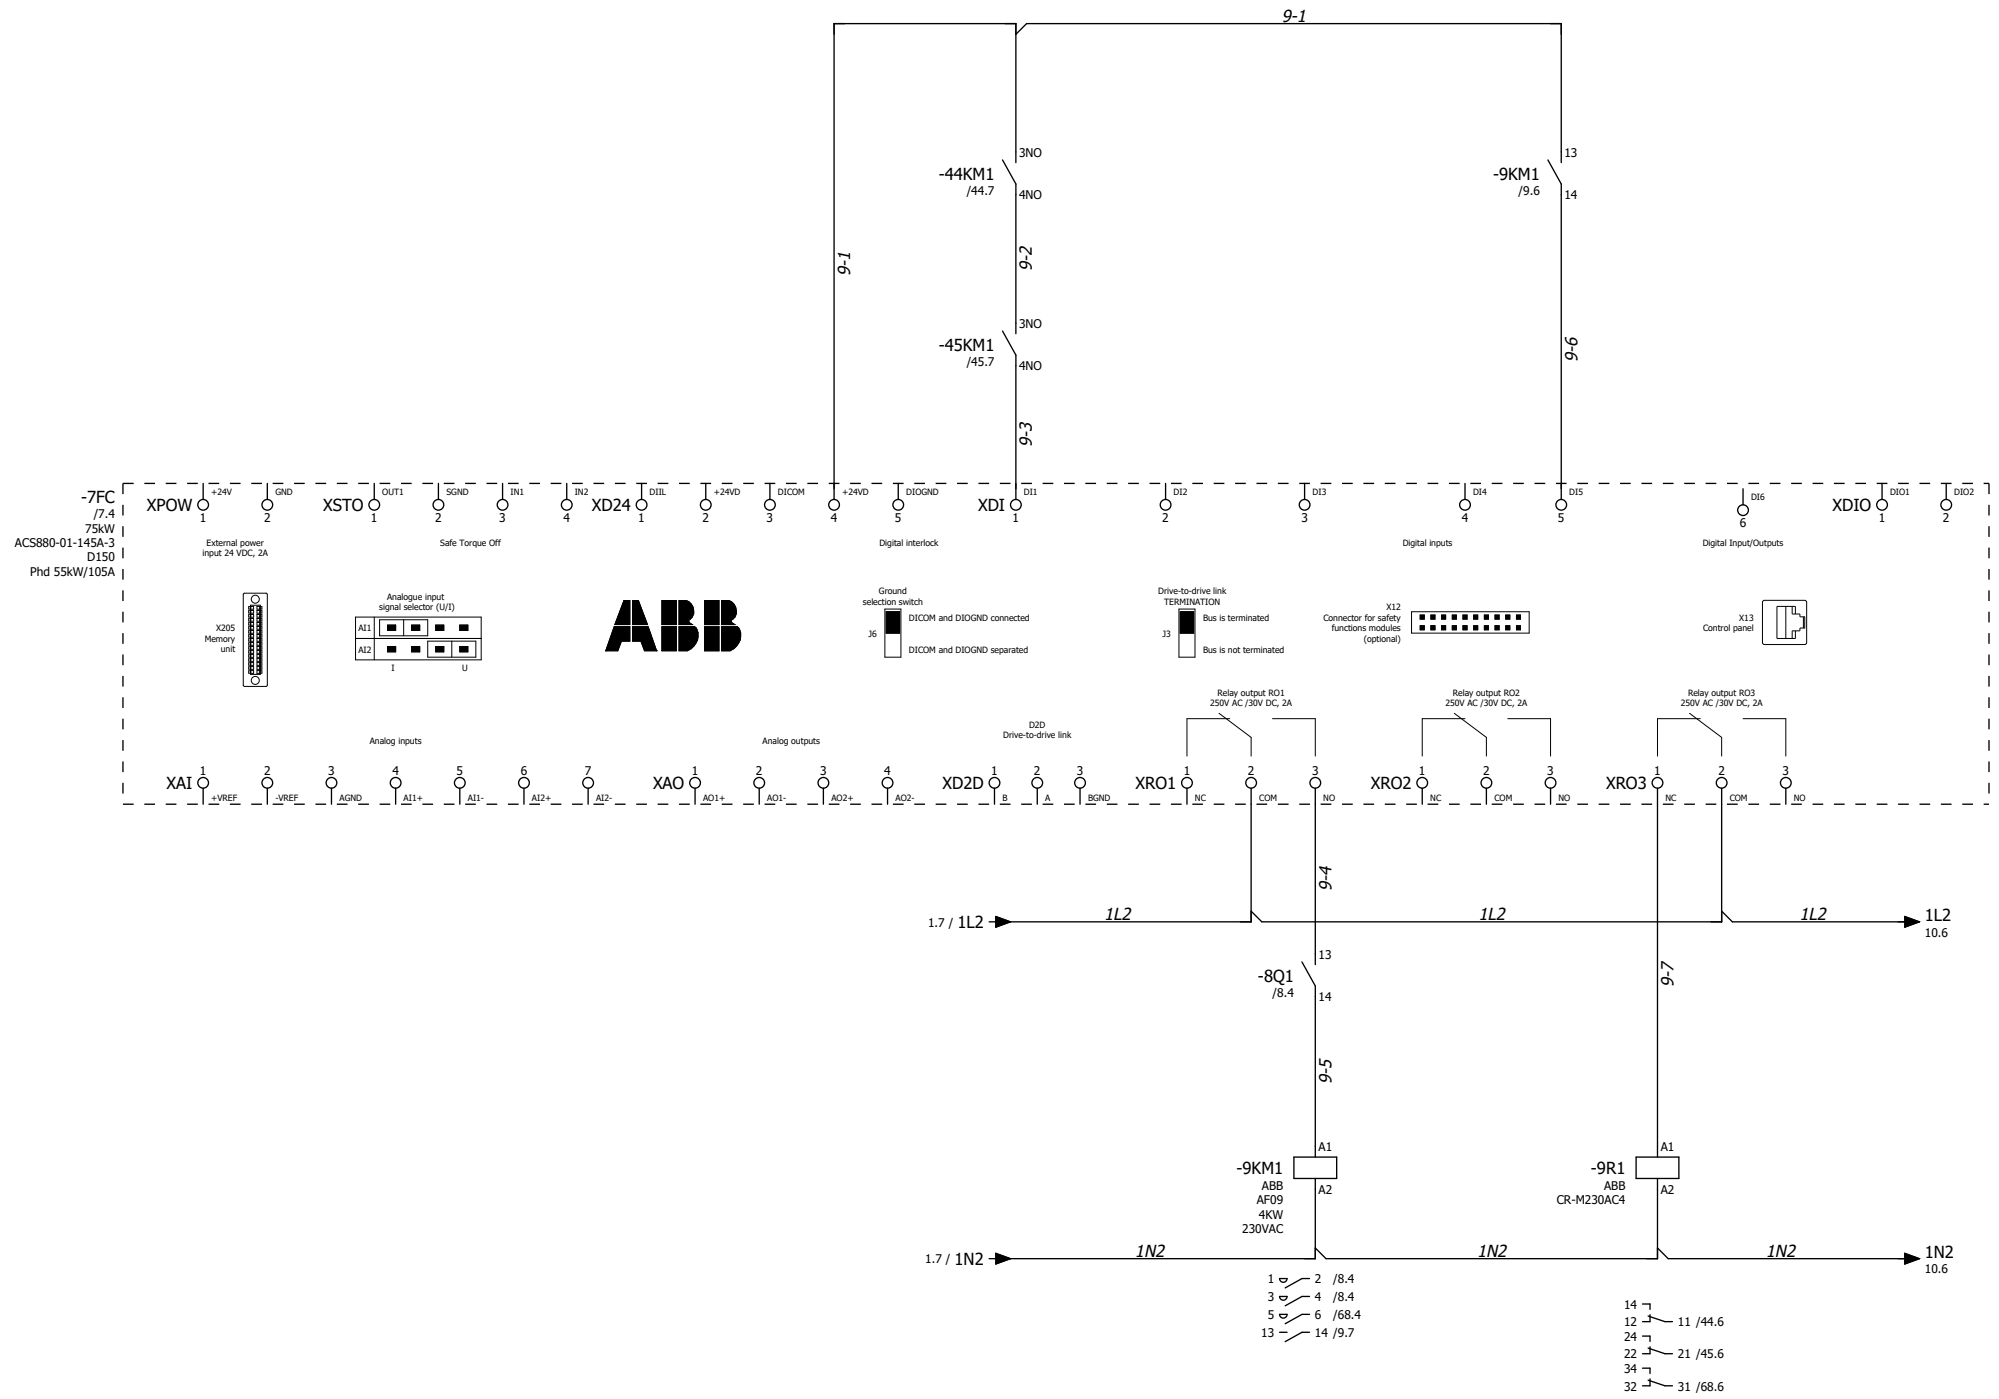 9-1
3NO
-44KM1
/44.7
4NO
13
-9KM1
/9.6
14
9-1
9-2
3NO
-45KM1
/45.7
4NO
9-6
9-3
-7FC
/7.4
75kW
ACS880-01-145A-3
D150
Phd 55kW/105A
XPOW +24V GND XSTO OUT1 SGND IN1 IN2 XD24 DIIL +24VD DICOM +24VD DIOGND XDI DI1 DI2 DI3 DI4 DI5 DI6 XDIO DIO1 DIO2
1 2 1 2 3 4 1 2 3 4 5 1 2 3 4 5 6 1 2
External power
input 24 VDC, 2A
Safe Torque Off
Digital interlock
Digital inputs
Digital Input/Outputs
X205
Memory
unit
Analogue input
signal selector (U/I)
AI1
AI2
I U
ABB
Ground
selection switch
DICOM and DIOGND connected
J6
DICOM and DIOGND separated
Drive-to-drive link
TERMINATION
Bus is terminated
J3
Bus is not terminated
X12
Connector for safety
functions modules
(optional)
X13
Control panel
Relay output RO1
250V AC /30V DC, 2A
Relay output RO2
250V AC /30V DC, 2A
Relay output RO3
250V AC /30V DC, 2A
Analog inputs
Analog outputs
D2D
Drive-to-drive link
XAI 1 2 3 4 5 6 7 XAO 1 2 3 4 XD2D 1 2 3 XRO1 1 2 3 XRO2 1 2 3 XRO3 1 2 3
+VREF -VREF AGND AI1+ AI1- AI2+ AI2- AO1+ AO1- AO2+ AO2- B A BGND NC COM NO NC COM NO NC COM NO
9-4
1.7 / 1L2 1L2 1L2 1L2 1L2
10.6
13
-8Q1
/8.4
14
9-7
9-5
A1
-9KM1
A2
ABB
AF09
4KW
230VAC
A1
-9R1
A2
ABB
CR-M230AC4
1.7 / 1N2 1N2 1N2 1N2 1N2
10.6
1 2 /8.4
3 4 /8.4
5 6 /68.4
13 14 /9.7
14
12 11 /44.6
24
22 21 /45.6
34
32 31 /68.6